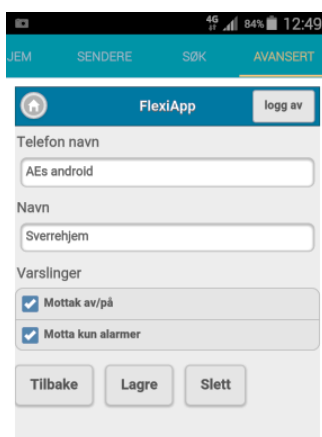 4G 84% 12:49
JEM SENDERE SØK AVANSERT
FlexiApp logg av
Telefon navn
AEs android
Navn
Sverrehjem
Varslinger
Mottak av/på
Motta kun alarmer
Tilbake Lagre Slett